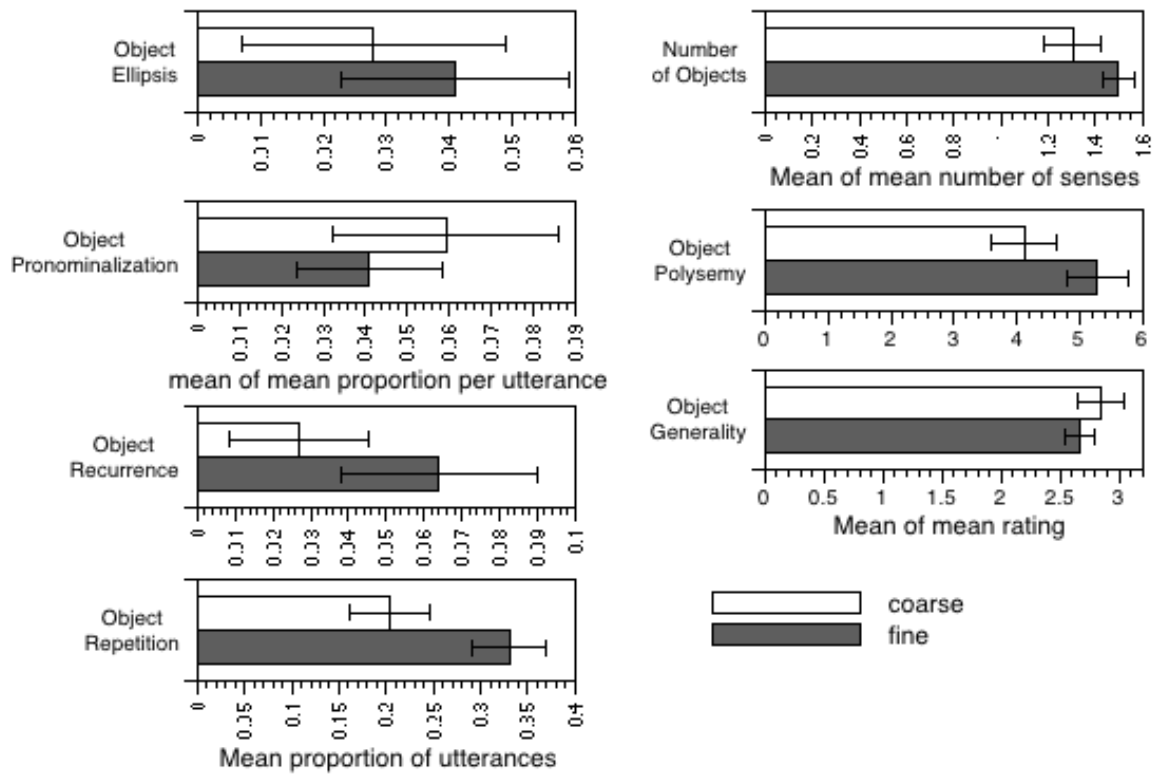 Object
Ellipsis
0
0.01
0.02
0.03
0.04
0.05
0.06
Object
Pronominalization
0
0.01
0.02
0.03
0.04
0.05
0.06
0.07
0.08
0.09
mean of mean proportion per utterance
Object
Recurrence
0
0.01
0.02
0.03
0.04
0.05
0.06
0.07
0.08
0.09
0.1
Object
Repetition
0
0.05
0.1
0.15
0.2
0.25
0.3
0.35
0.4
Mean proportion of utterances
Number
of Objects
0
0.2
0.4
0.6
0.8
1.2
1.4
1.6
Mean of mean number of senses
Object
Polysemy
0 1 2 3 4 5 6
Object
Generality
0 0.5 1 1.5 2 2.5 3
Mean of mean rating
coarse
fine